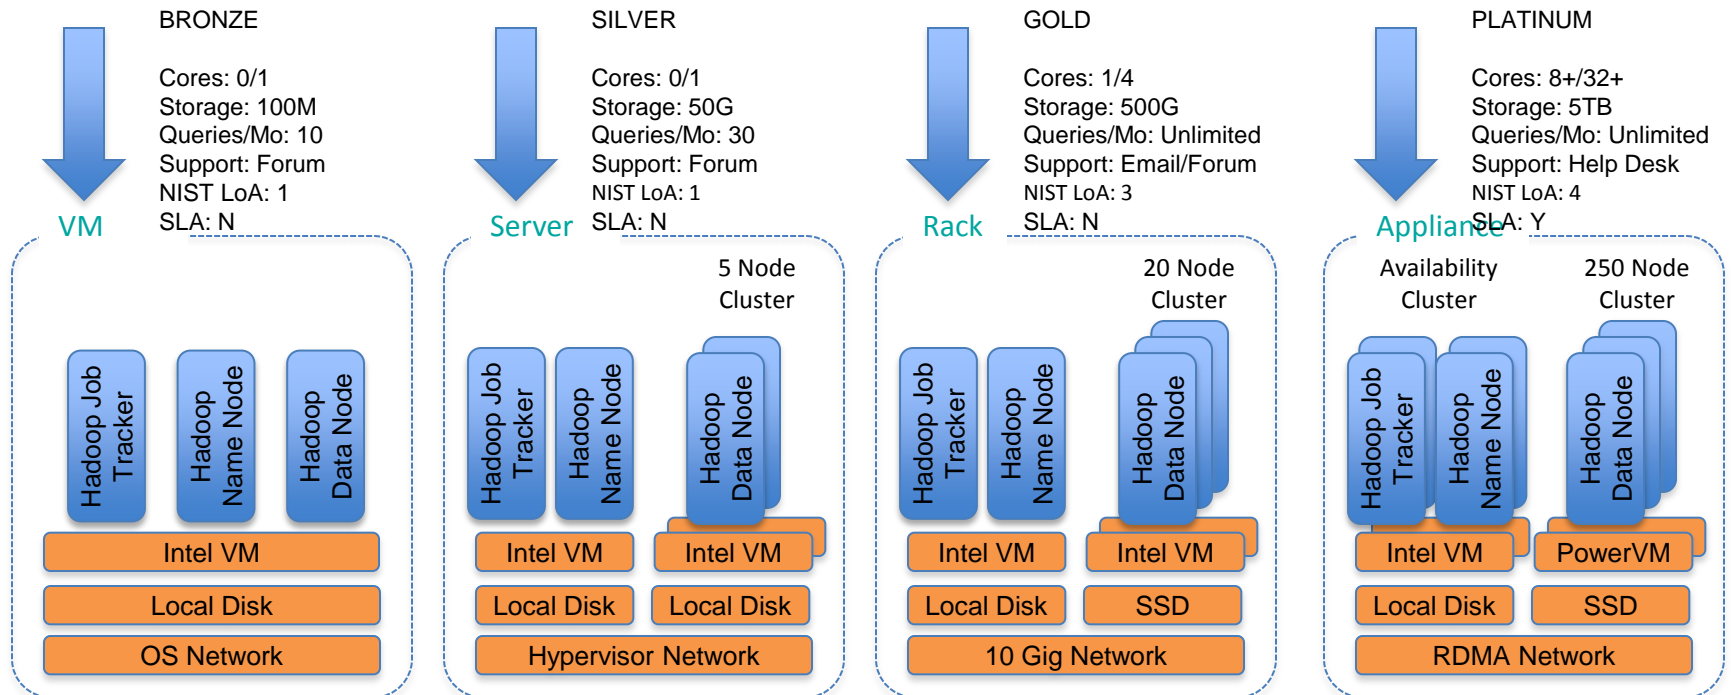 BRONZE
Cores: 0/1
Storage: 100M
Queries/Mo: 10
Support: Forum
NIST LoA: 1
SLA: N
VM
Hadoop Job
Tracker
Hadoop
Name Node
Hadoop
Data Node
Intel VM
Local Disk
OS Network
SILVER
Cores: 0/1
Storage: 50G
Queries/Mo: 30
Support: Forum
NIST LoA: 1
SLA: N
Server
5 Node
Cluster
Hadoop Job
Tracker
Hadoop
Name Node
Hadoop
Data Node
Intel VM
Intel VM
Local Disk
Local Disk
Hypervisor Network
GOLD
Cores: 1/4
Storage: 500G
Queries/Mo: Unlimited
Support: Email/Forum
NIST LoA: 3
SLA: N
Rack
20 Node
Cluster
Hadoop Job
Tracker
Hadoop
Name Node
Hadoop
Data Node
Intel VM
Intel VM
Local Disk
SSD
10 Gig Network
PLATINUM
Cores: 8+/32+
Storage: 5TB
Queries/Mo: Unlimited
Support: Help Desk
NIST LoA: 4
SLA: Y
Appliance
Availability
Cluster
250 Node
Cluster
Hadoop Job
Tracker
Hadoop
Name Node
Hadoop
Data Node
Intel VM
PowerVM
Local Disk
SSD
RDMA Network